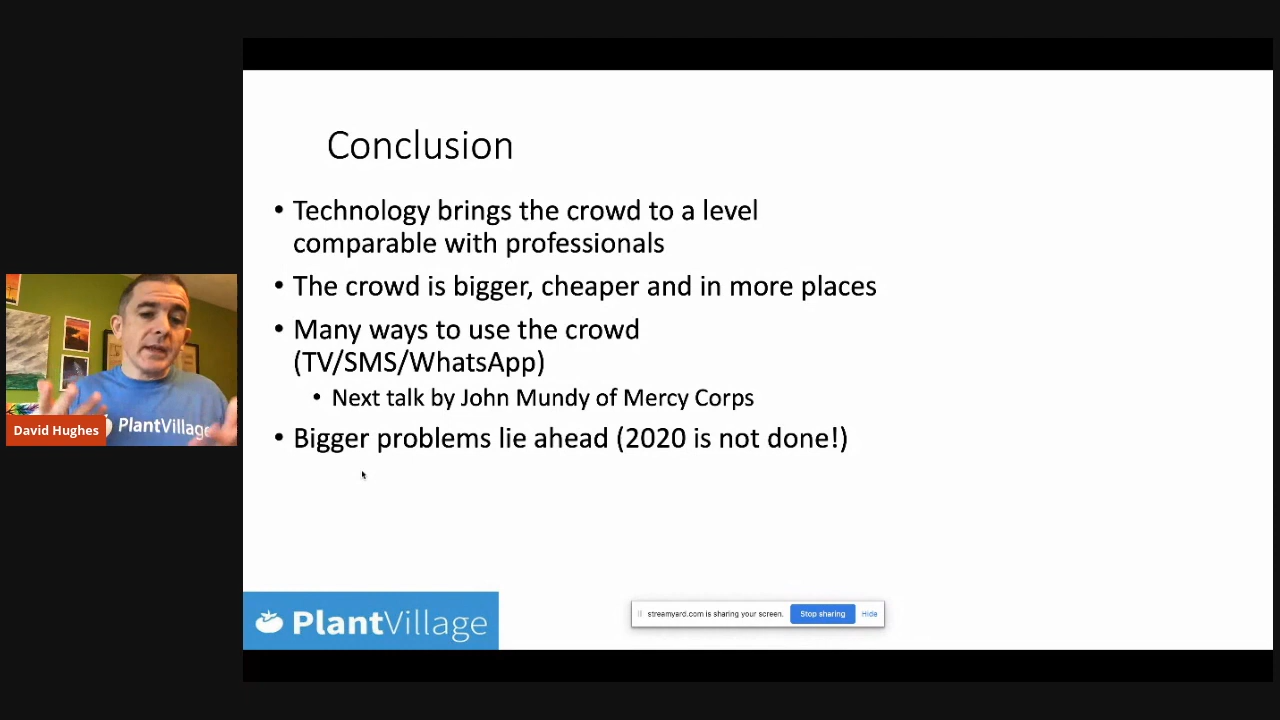 Conclusion
• Technology brings the crowd to a level
comparable with professionals
• The crowd is bigger, cheaper and in more places
• Many ways to use the crowd
(TV/SMS/WhatsApp)
• Next talk by John Mundy of Mercy Corps
• Bigger problems lie ahead (2020 is not done!)
PlantVillage
David Hughes
PlantVillage
streamyard.com is sharing your screen. Stop sharing Hide